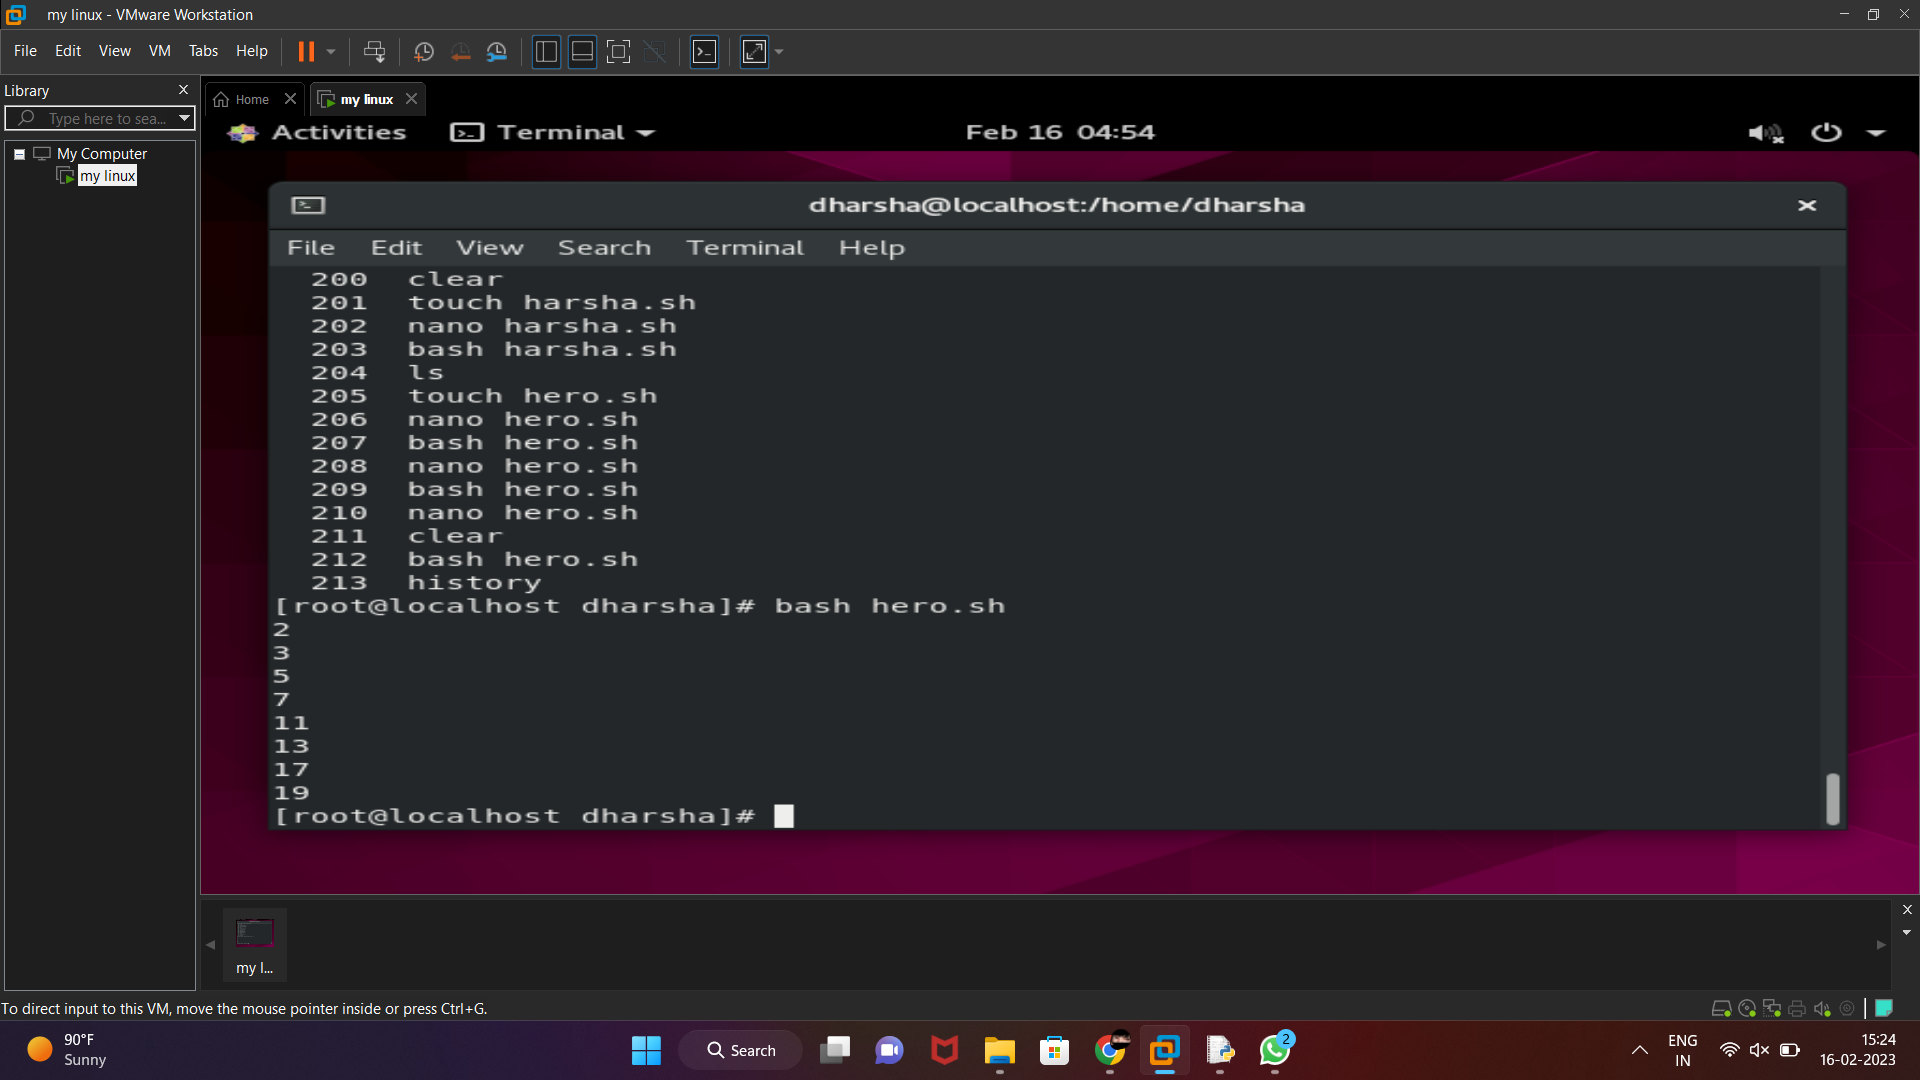 my linux - VMware Workstation
File Edit View VM Tabs Help
Library
Type here to sea...
My Computer
my linux
Home
my linux
Activities Terminal Feb 16 04:54
dharsha@localhost:/home/dharsha
File Edit View Search Terminal Help
200 clear
201 touch harsha.sh
202 nano harsha.sh
203 bash harsha.sh
204 ls
205 touch hero.sh
206 nano hero.sh
207 bash hero.sh
208 nano hero.sh
209 bash hero.sh
210 nano hero.sh
211 clear
212 bash hero.sh
213 history
[root@localhost dharsha]# bash hero.sh
2
3
5
7
11
13
17
19
[root@localhost dharsha]#
my l...
To direct input to this VM, move the mouse pointer inside or press Ctrl+G.
90°F
Sunny
Search
2
ENG
IN
15:24
16-02-2023